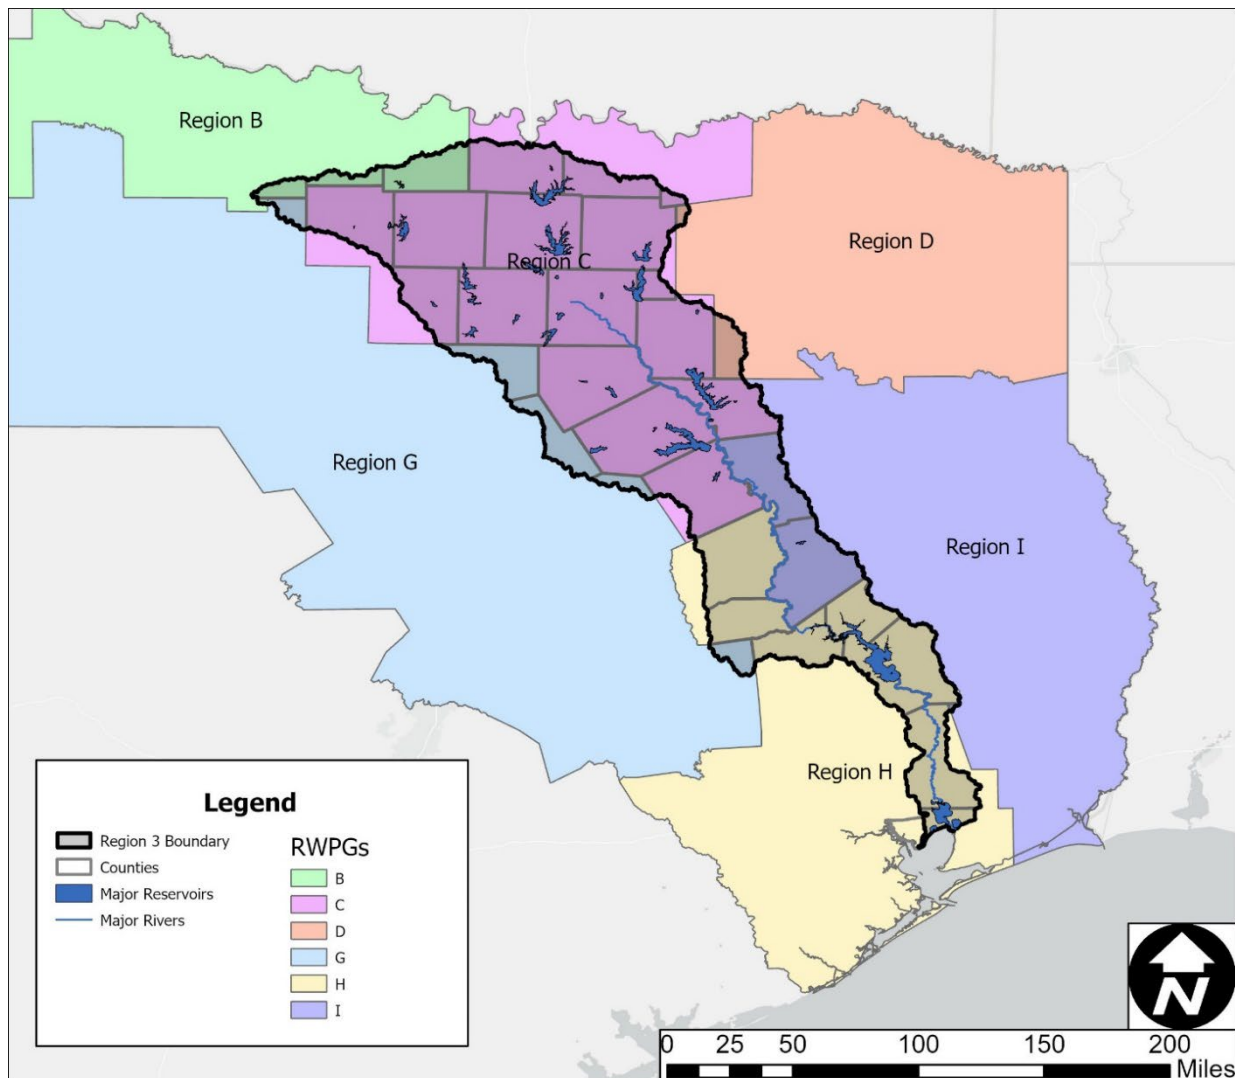 Region B
Region D
Region C
Region G
Region I
Region H
Legend
Region 3 Boundary
Counties
Major Reservoirs
Major Rivers
RWPGs
B
C
D
G
H
I
N
0 25 50 100 150 200
Miles